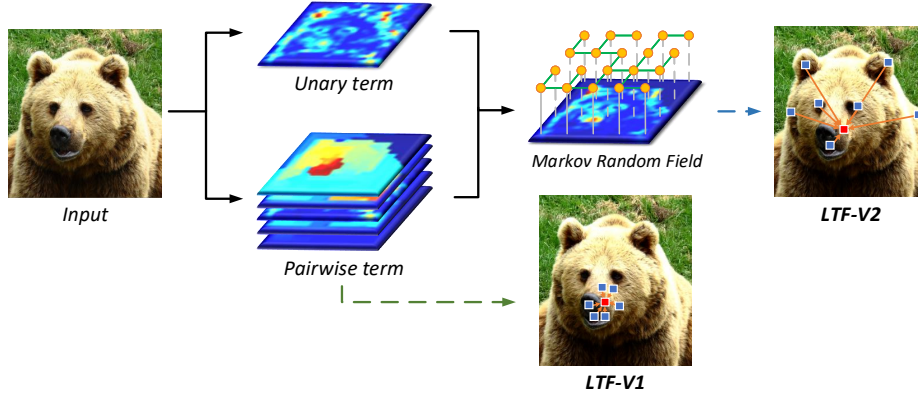 Unary term
Markov Random Field
Input
LTF-V2
Pairwise term
LTF-V1